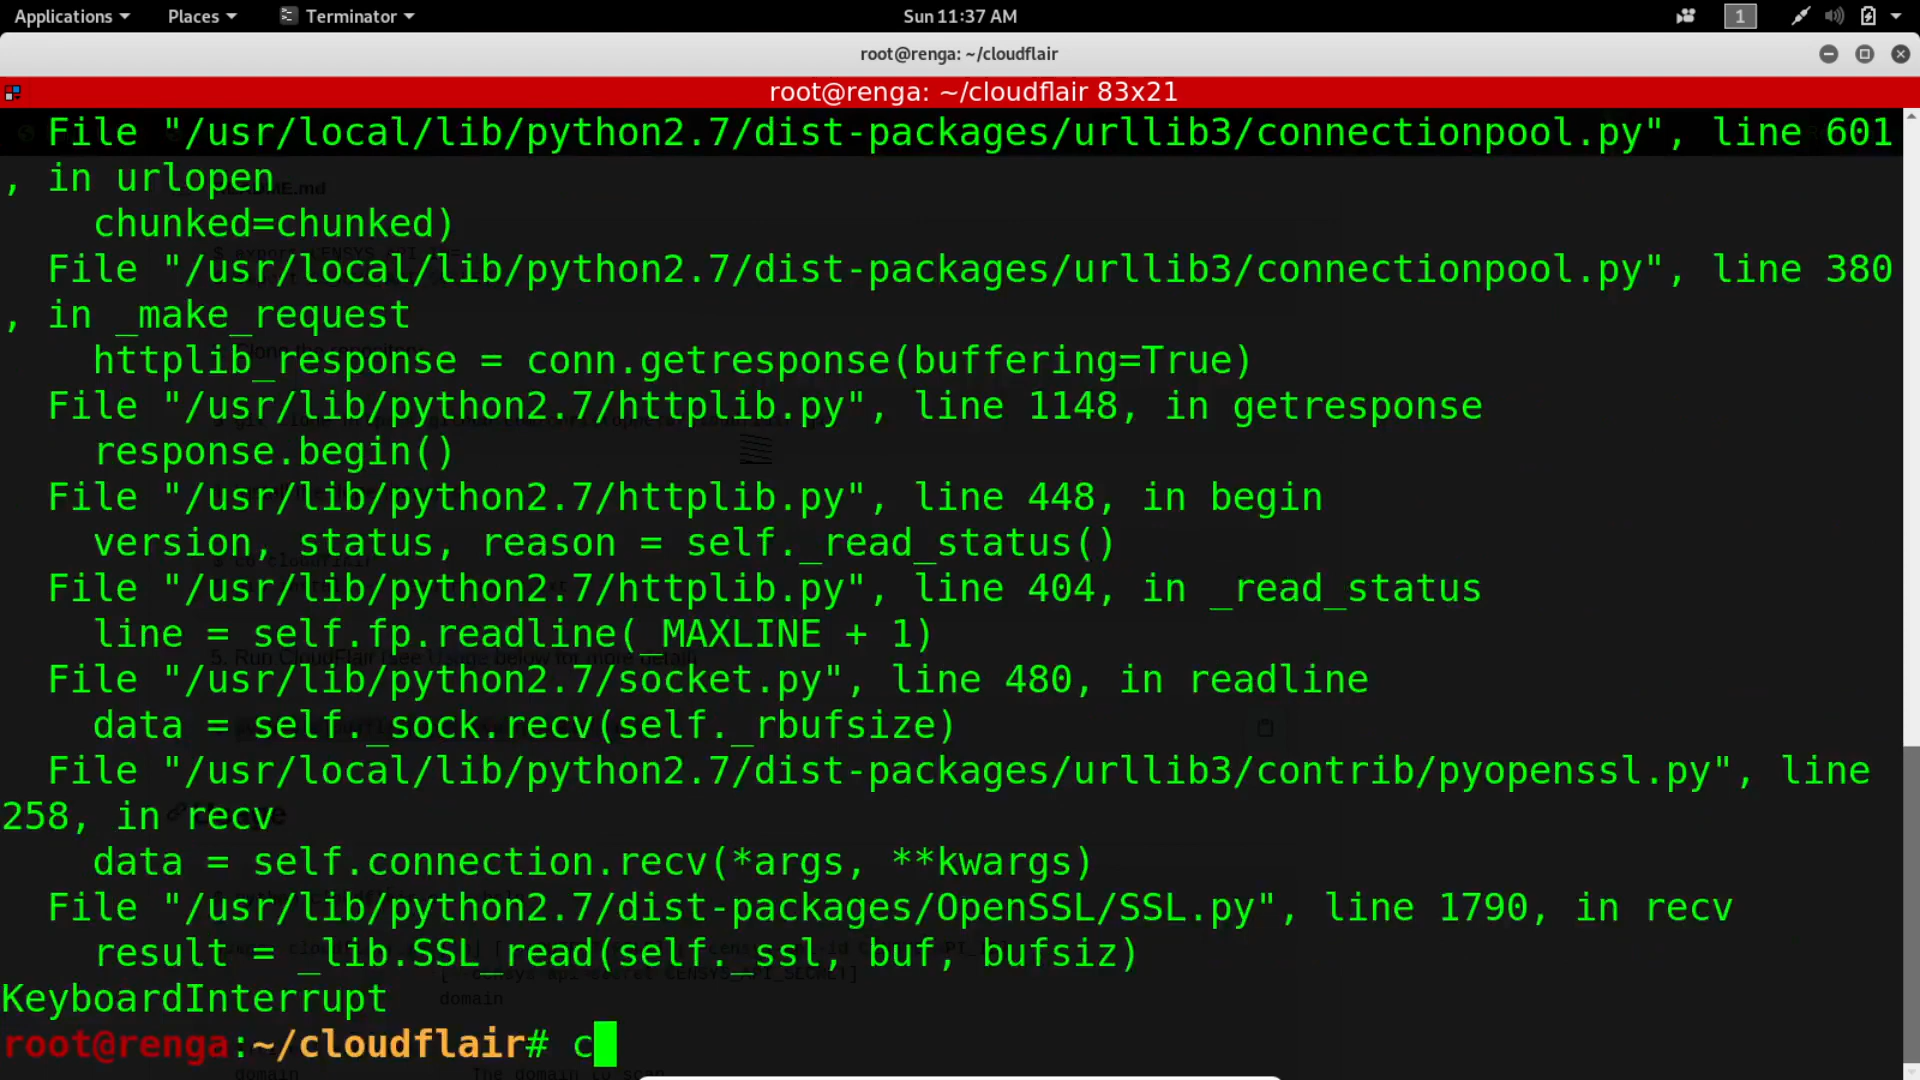 Applications Places Terminator Sun 11:37 AM 1
root@renga: ~/cloudflair
root@renga: ~/cloudflair 83x21
  File "/usr/local/lib/python2.7/dist-packages/urllib3/connectionpool.py", line 601
, in urlopen
    chunked=chunked)
  File "/usr/local/lib/python2.7/dist-packages/urllib3/connectionpool.py", line 380
, in _make_request
    httplib_response = conn.getresponse(buffering=True)
  File "/usr/lib/python2.7/httplib.py", line 1148, in getresponse
    response.begin()
  File "/usr/lib/python2.7/httplib.py", line 448, in begin
    version, status, reason = self._read_status()
  File "/usr/lib/python2.7/httplib.py", line 404, in _read_status
    line = self.fp.readline(_MAXLINE + 1)
  File "/usr/lib/python2.7/socket.py", line 480, in readline
    data = self._sock.recv(self._rbufsize)
  File "/usr/local/lib/python2.7/dist-packages/urllib3/contrib/pyopenssl.py", line
258, in recv
    data = self.connection.recv(*args, **kwargs)
  File "/usr/lib/python2.7/dist-packages/OpenSSL/SSL.py", line 1790, in recv
    result = _lib.SSL_read(self._ssl, buf, bufsiz)
domain
KeyboardInterrupt
root@renga:~/cloudflair# c
domain The domain to scan